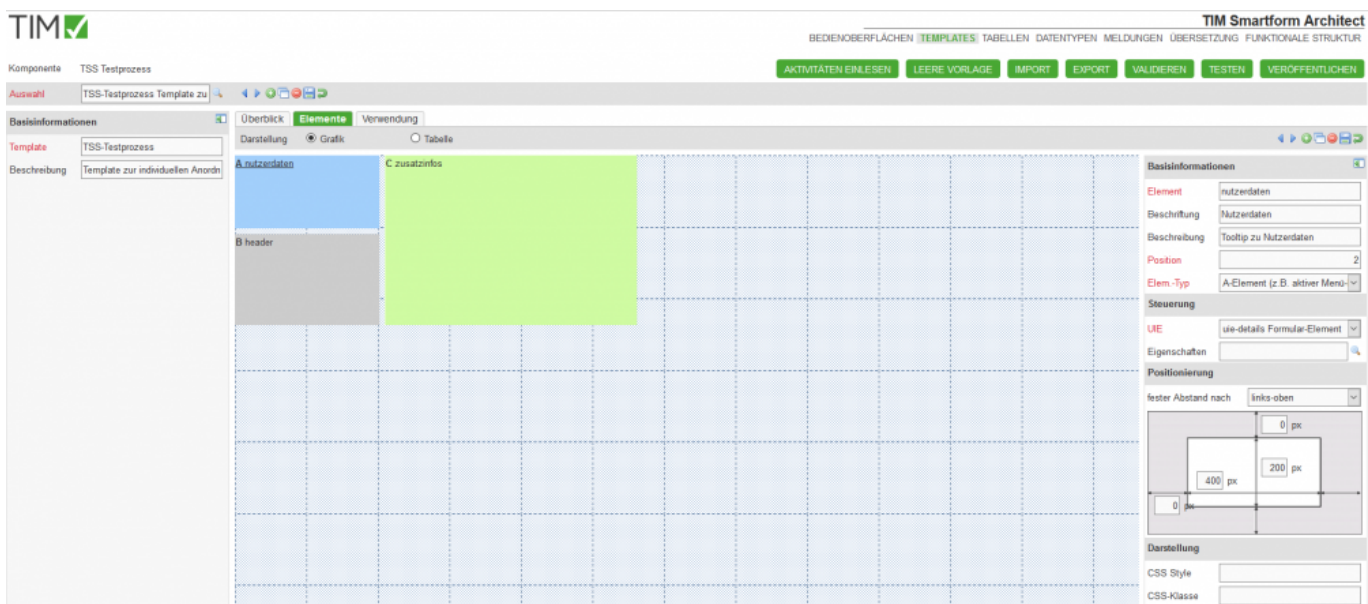 TIM
TIM Smartform Architect
BEDIENOBERFLÄCHEN TEMPLATES TABELLEN DATENTYPEN MELDUNGEN ÜBERSETZUNG FUNKTIONALE STRUKTUR
Komponente TSS Testprozess
AKTIVITÄTEN EINLESEN LEERE VORLAGE IMPORT EXPORT VALIDIEREN TESTEN VERÖFFENTLICHEN
Auswahl TSS-Testprozess Template zu
Basisinformationen
Template TSS-Testprozess
Beschreibung Template zur individuellen Anordn
Überblick Elemente Verwendung
Darstellung Grafik Tabelle
A nutzerdaten
C zusatzinfos
B header
Basisinformationen
Element nutzerdaten
Beschriftung Nutzerdaten
Beschreibung Tooltip zu Nutzerdaten
Position 2
Elem.-Typ A-Element (z.B. aktiver Menü-
Steuerung
UIE uie-details Formular-Element
Eigenschaften
Positionierung
fester Abstand nach links-oben
0 px
200 px
400 px
0 px
Darstellung
CSS Style
CSS-Klasse